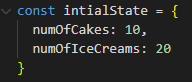 const intialState = {
numOfCakes: 10,
numOfIceCreams: 20
}